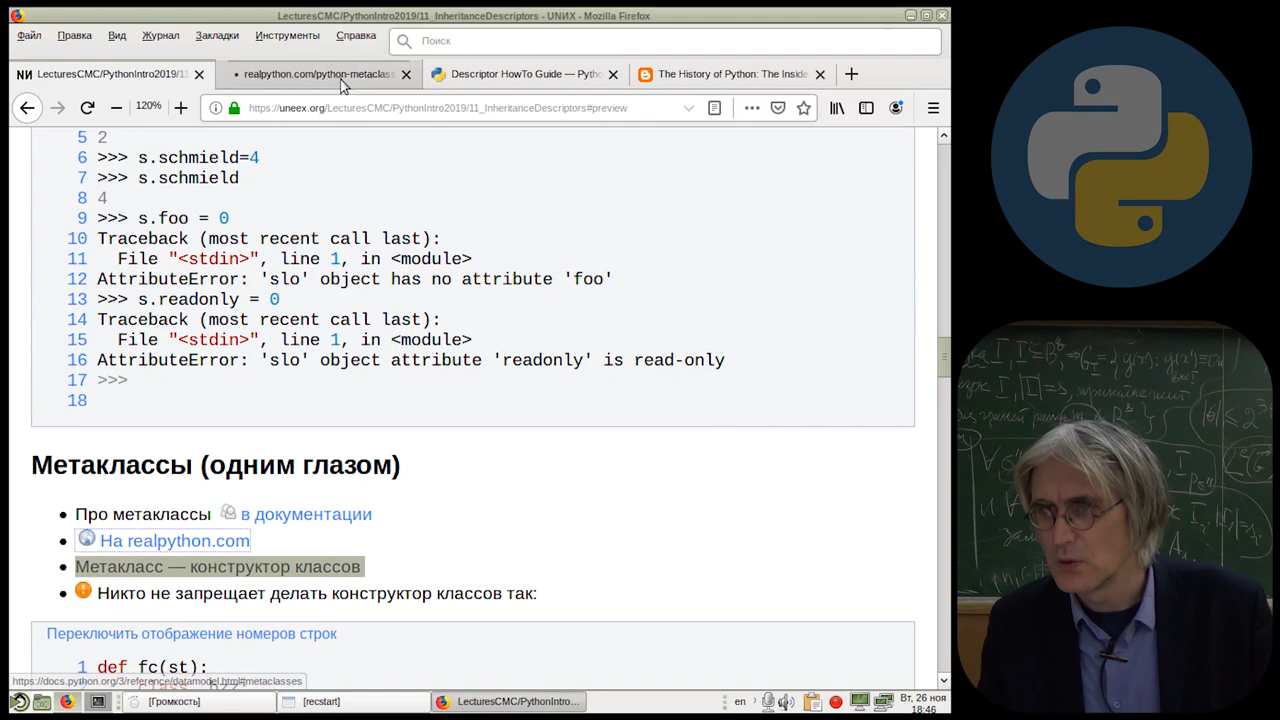 LecturesCMC/PythonIntro2019/11_InheritanceDescriptors - UNИX - Mozilla Firefox
Файл Правка Вид Журнал Закладки Инструменты Справка Поиск
NИ LecturesCMC/PythonIntro2019/11 realpython.com/python-metaclass Descriptor HowTo Guide — Pytho The History of Python: The Inside
120% https://uneex.org/LecturesCMC/PythonIntro2019/11_InheritanceDescriptors#preview
5 2
6 >>> s.schmield=4
7 >>> s.schmield
8 4
9 >>> s.foo = 0
10 Traceback (most recent call last):
11 File "<stdin>", line 1, in <module>
12 AttributeError: 'slo' object has no attribute 'foo'
13 >>> s.readonly = 0
14 Traceback (most recent call last):
15 File "<stdin>", line 1, in <module>
16 AttributeError: 'slo' object attribute 'readonly' is read-only
17 >>>
18
Метаклассы (одним глазом)
Про метаклассы в документации
На realpython.com
Метакласс — конструктор классов
Никто не запрещает делать конструктор классов так:
Переключить отображение номеров строк
1 def fc(st):
https://docs.python.org/3/reference/datamodel.html#metaclasses
[Громкость] [recstart] LecturesCMC/PythonIntro... en Вт, 26 ноя
18:46